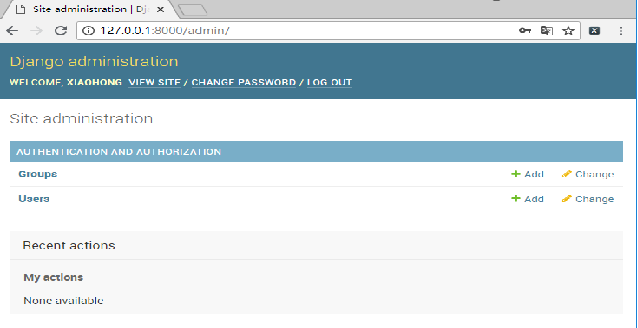 Site administration | Dj
127.0.0.1:8000/admin/
Django administration
WELCOME, XIAOHONG. VIEW SITE / CHANGE PASSWORD / LOG OUT
Site administration
AUTHENTICATION AND AUTHORIZATION
Groups + Add Change
Users + Add Change
Recent actions
My actions
None available